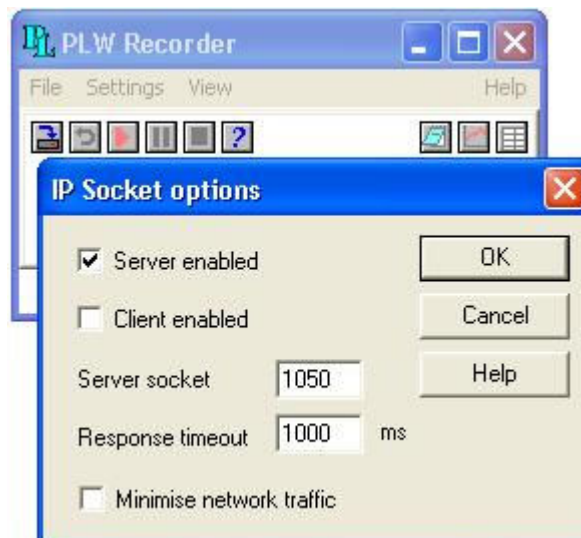 PLW Recorder
File Settings View Help
IP Socket options
Server enabled
OK
Client enabled
Cancel
Server socket 1050
Help
Response timeout 1000 ms
Minimise network traffic